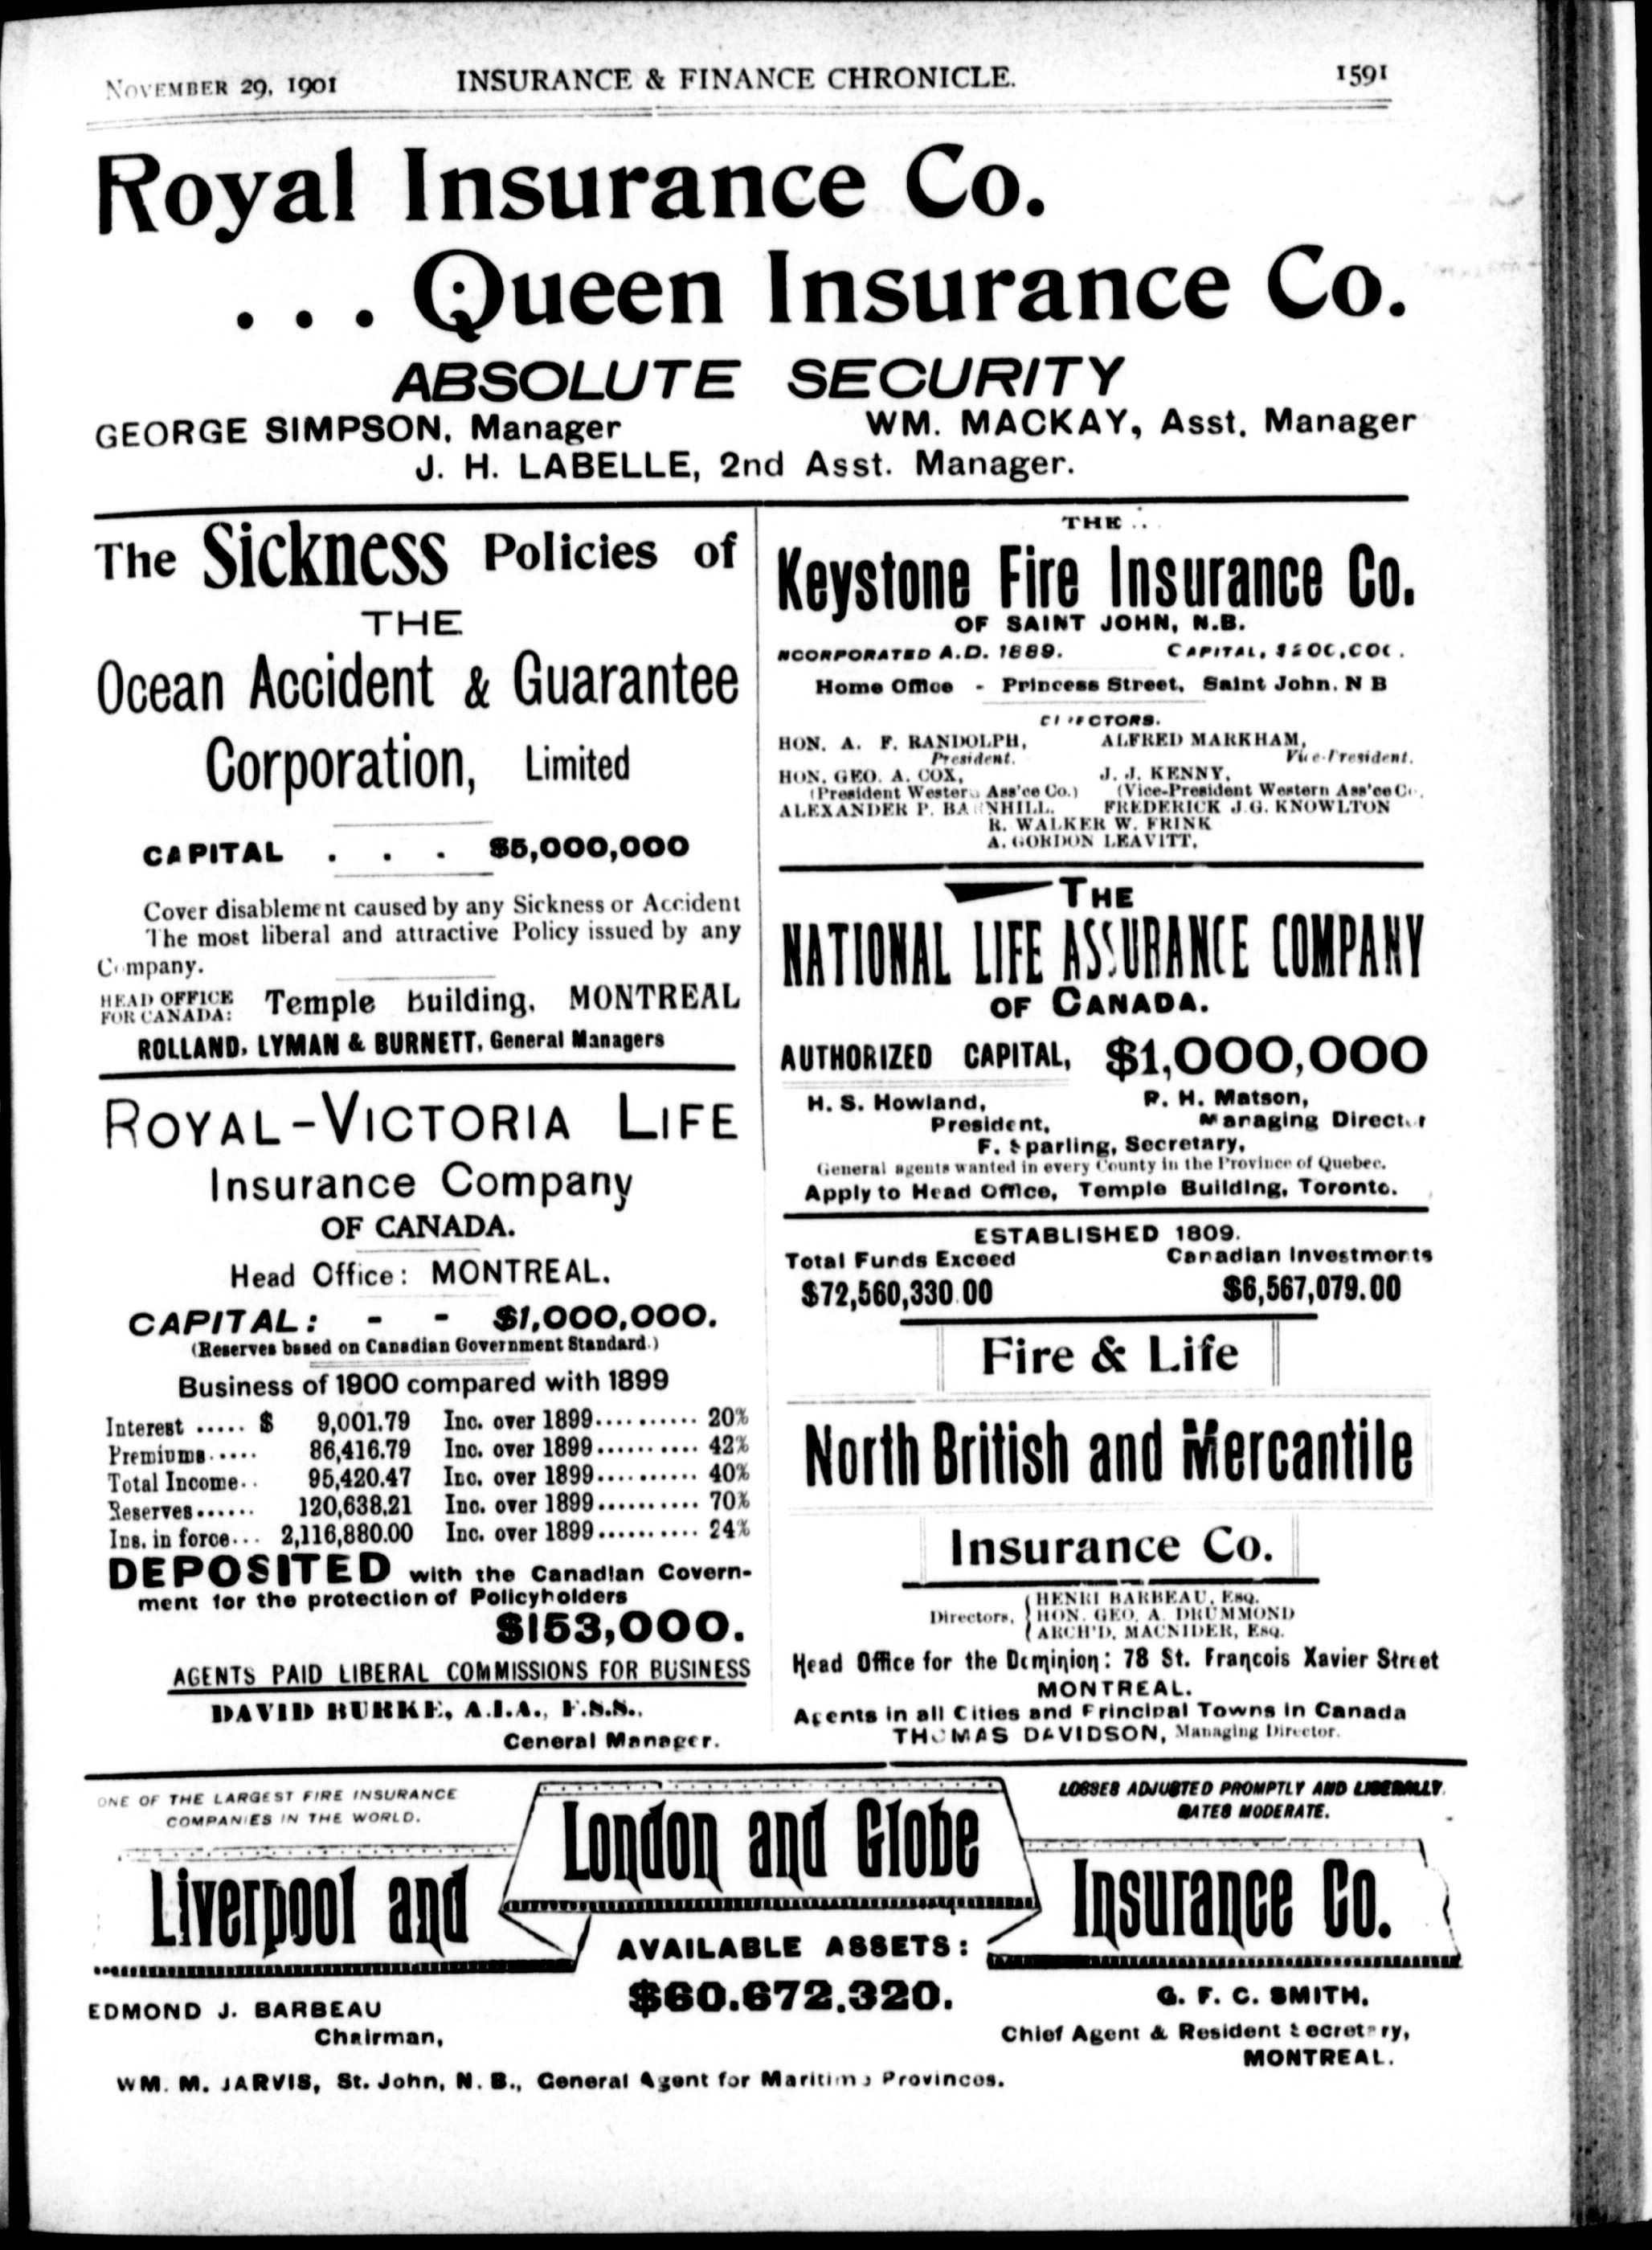 NOVEMBER 29, 1901 INSURANCE & FINANCE CHRONICLE. 1591
Royal Insurance Co.
. . . Queen Insurance Co.
ABSOLUTE SECURITY
GEORGE SIMPSON, Manager WM. MACKAY, Asst. Manager
J. H. LABELLE, 2nd Asst. Manager.
The Sickness Policies of
THE
Ocean Accident & Guarantee
Corporation, Limited
CAPITAL . . . $5,000,000
Cover disablement caused by any Sickness or Accident
The most liberal and attractive Policy issued by any
Company.
HEAD OFFICE
FOR CANADA: Temple Building, MONTREAL
ROLLAND, LYMAN & BURNETT, General Managers
ROYAL-VICTORIA LIFE
Insurance Company
OF CANADA.
Head Office: MONTREAL.
CAPITAL: - - $1,000,000.
(Reserves based on Canadian Government Standard.)
Business of 1900 compared with 1899
Interest ..... $ 9,001.79 Inc. over 1899.......... 20%
Premiums..... 86,416.79 Inc. over 1899.......... 42%
Total Income.. 95,420.47 Inc. over 1899.......... 40%
Reserves...... 120,638.21 Inc. over 1899.......... 70%
Ins. in force... 2,116,880.00 Inc. over 1899.......... 24%
DEPOSITED with the Canadian Govern-
ment for the protection of Policyholders
$153,000.
AGENTS PAID LIBERAL COMMISSIONS FOR BUSINESS
DAVID BURKE, A.I.A., F.S.S.,
General Manager.
THE ..
Keystone Fire Insurance Co.
OF SAINT JOHN, N.B.
INCORPORATED A.D. 1889. CAPITAL,
Home Office - Princess Street, Saint John, N B
DIRECTORS.
HON. A. F. RANDOLPH, ALFRED MARKHAM,
President. Vice-President.
HON. GEO. A. COX, J. J. KENNY,
(President Western Ass'ce Co.) (Vice-President Western Ass'ce Co.
ALEXANDER P. BARNHILL. FREDERICK J. G. KNOWLTON
R. WALKER W. FRINK
A. GORDON LEAVITT.
THE
NATIONAL LIFE ASSURANCE COMPANY
OF CANADA.
AUTHORIZED CAPITAL, $1,000,000
H. S. Howland, R. H. Matson,
President, Managing Director
F. Sparling, Secretary,
General agents wanted in every County in the Province of Quebec.
Apply to Head Office, Temple Building, Toronto.
ESTABLISHED 1809.
Total Funds Exceed Canadian Investments
$72,560,330.00 $6,567,079.00
Fire & Life
North British and Mercantile
Insurance Co.
HENRI BARBEAU, ESQ.
Directors, HON. GEO. A. DRUMMOND
ARCH'D. MACNIDER, ESQ.
Head Office for the Dominion: 78 St. François Xavier Street
MONTREAL.
Agents in all Cities and Principal Towns in Canada
THOMAS DAVIDSON, Managing Director.
ONE OF THE LARGEST FIRE INSURANCE
COMPANIES IN THE WORLD.
LOSSES ADJUSTED PROMPTLY AND LIBERALLY.
RATES MODERATE.
Liverpool and London and Globe Insurance Co.
AVAILABLE ASSETS:
$60.672.320.
EDMOND J. BARBEAU
Chairman,
G. F. C. SMITH,
Chief Agent & Resident Secretary,
MONTREAL.
WM. M. JARVIS, St. John, N. B., General Agent for Maritime Provinces.